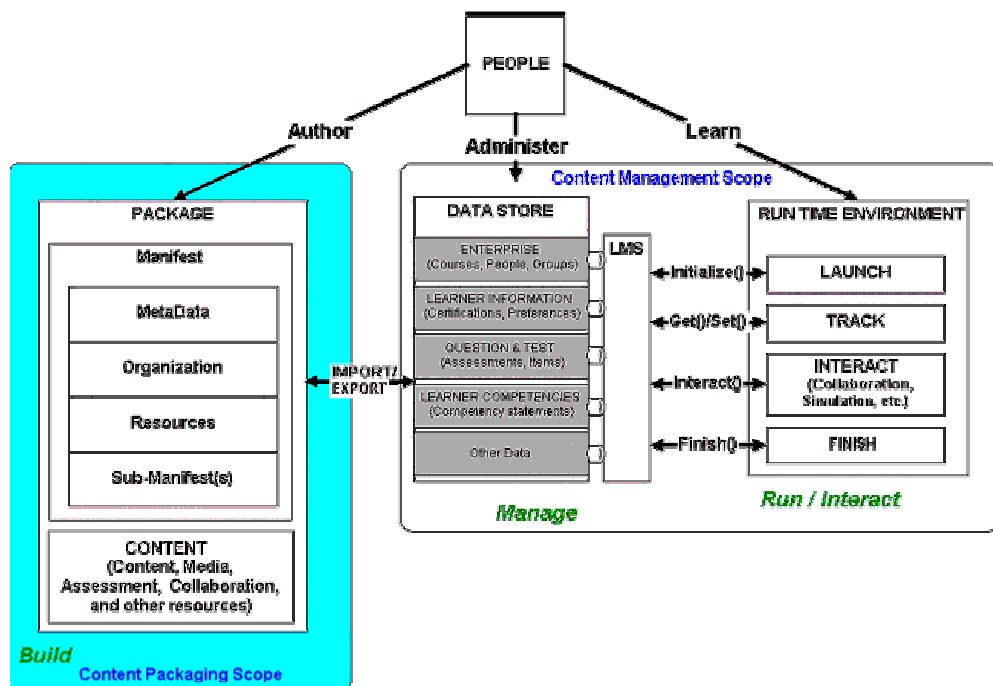 PEOPLE
Author
Administer
Learn
Content Management Scope
PACKAGE
Manifest
MetaData
Organization
Resources
Sub-Manifest(s)
CONTENT
(Content, Media,
Assessment, Collaboration,
and other resources)
Build
Content Packaging Scope
IMPORT/
EXPORT
DATA STORE
ENTERPRISE
(Courses, People, Groups)
LEARNER INFORMATION
(Certifications, Preferences)
QUESTION & TEST
(Assessments, Items)
LEARNER COMPETENCIES
(Competency statements)
Other Data
Manage
LMS
Initialize()
Get()/Set()
Interact()
Finish()
RUN TIME ENVIRONMENT
LAUNCH
TRACK
INTERACT
(Collaboration,
Simulation, etc.)
FINISH
Run / Interact